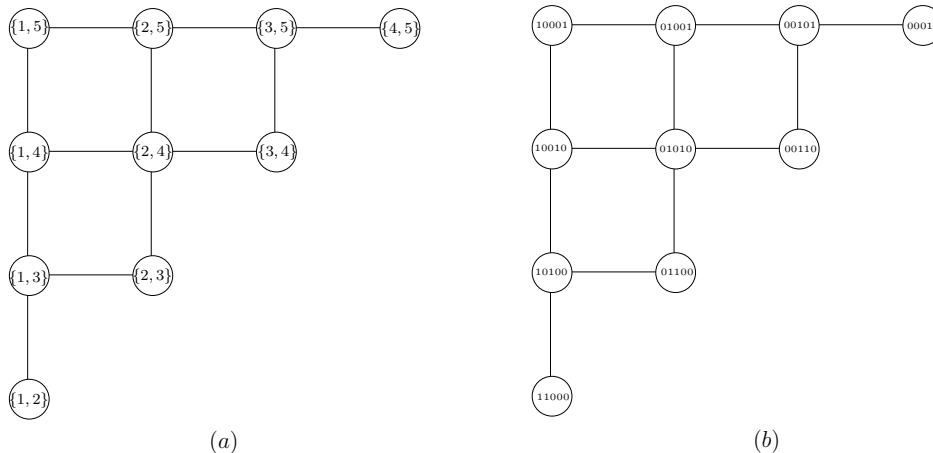 {1, 5} {2, 5} {3, 5} {4, 5}
{1, 4} {2, 4} {3, 4}
{1, 3} {2, 3}
{1, 2}
(a)
10001 01001 00101 0001
10010 01010 00110
10100 01100
11000
(b)